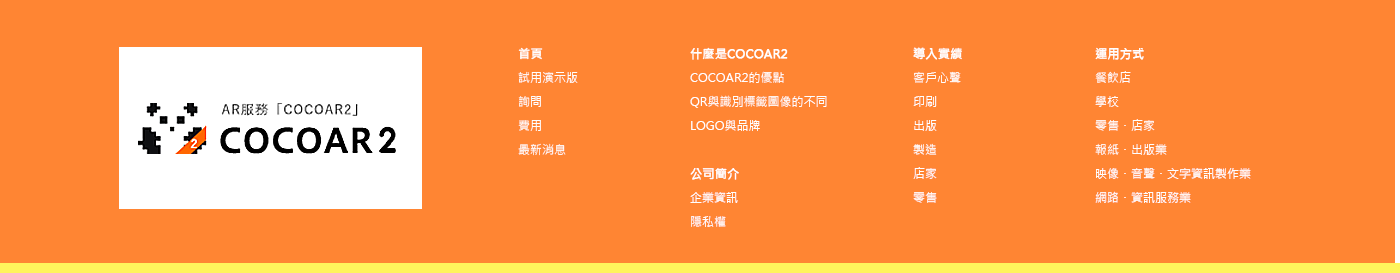 AR服務「COCOAR2」
2
COCOAR2
首頁
試用演示版
詢問
費用
最新消息
什麼是COCOAR2
COCOAR2的優點
QR與識別標籤圖像的不同
LOGO與品牌
公司簡介
企業資訊
隱私權
導入實績
客戶心聲
印刷
出版
製造
店家
零售
運用方式
餐飲店
學校
零售・店家
報紙・出版業
映像・音聲・文字資訊製作業
網路・資訊服務業